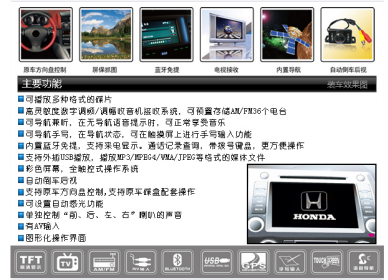 原车方向盘控制 屏保抓图 蓝牙免提 电视接收 内置导航 自动倒车后视
主要功能 装车效果图
可播放多种格式的碟片
高灵敏度数字调频/调幅收音机接收系统，可预置存储AM/FM36个电台
可导航兼听，在无导航语音提示时，可正常享受音乐
可导航手写，在导航状态，可在触摸屏上进行手写输入功能
内置蓝牙免提，支持来电显示，通话记录查询，带拨号键盘，更方便操作
支持外插USB播放，播放MP3/MPEG4/WMA/JPEG等格式的媒体文件
彩色屏幕，全触控式操作系统
自动倒车后视
支持原车方向盘控制，支持原车碟盒配套操作
可设置自动感光功能
单独控制“前、后、左、右”喇叭的声音
有AV输入
图形化操作界面
HONDA
TFT TV AM/FM BLUETOOTH USB GPS TOUCH SCREEN